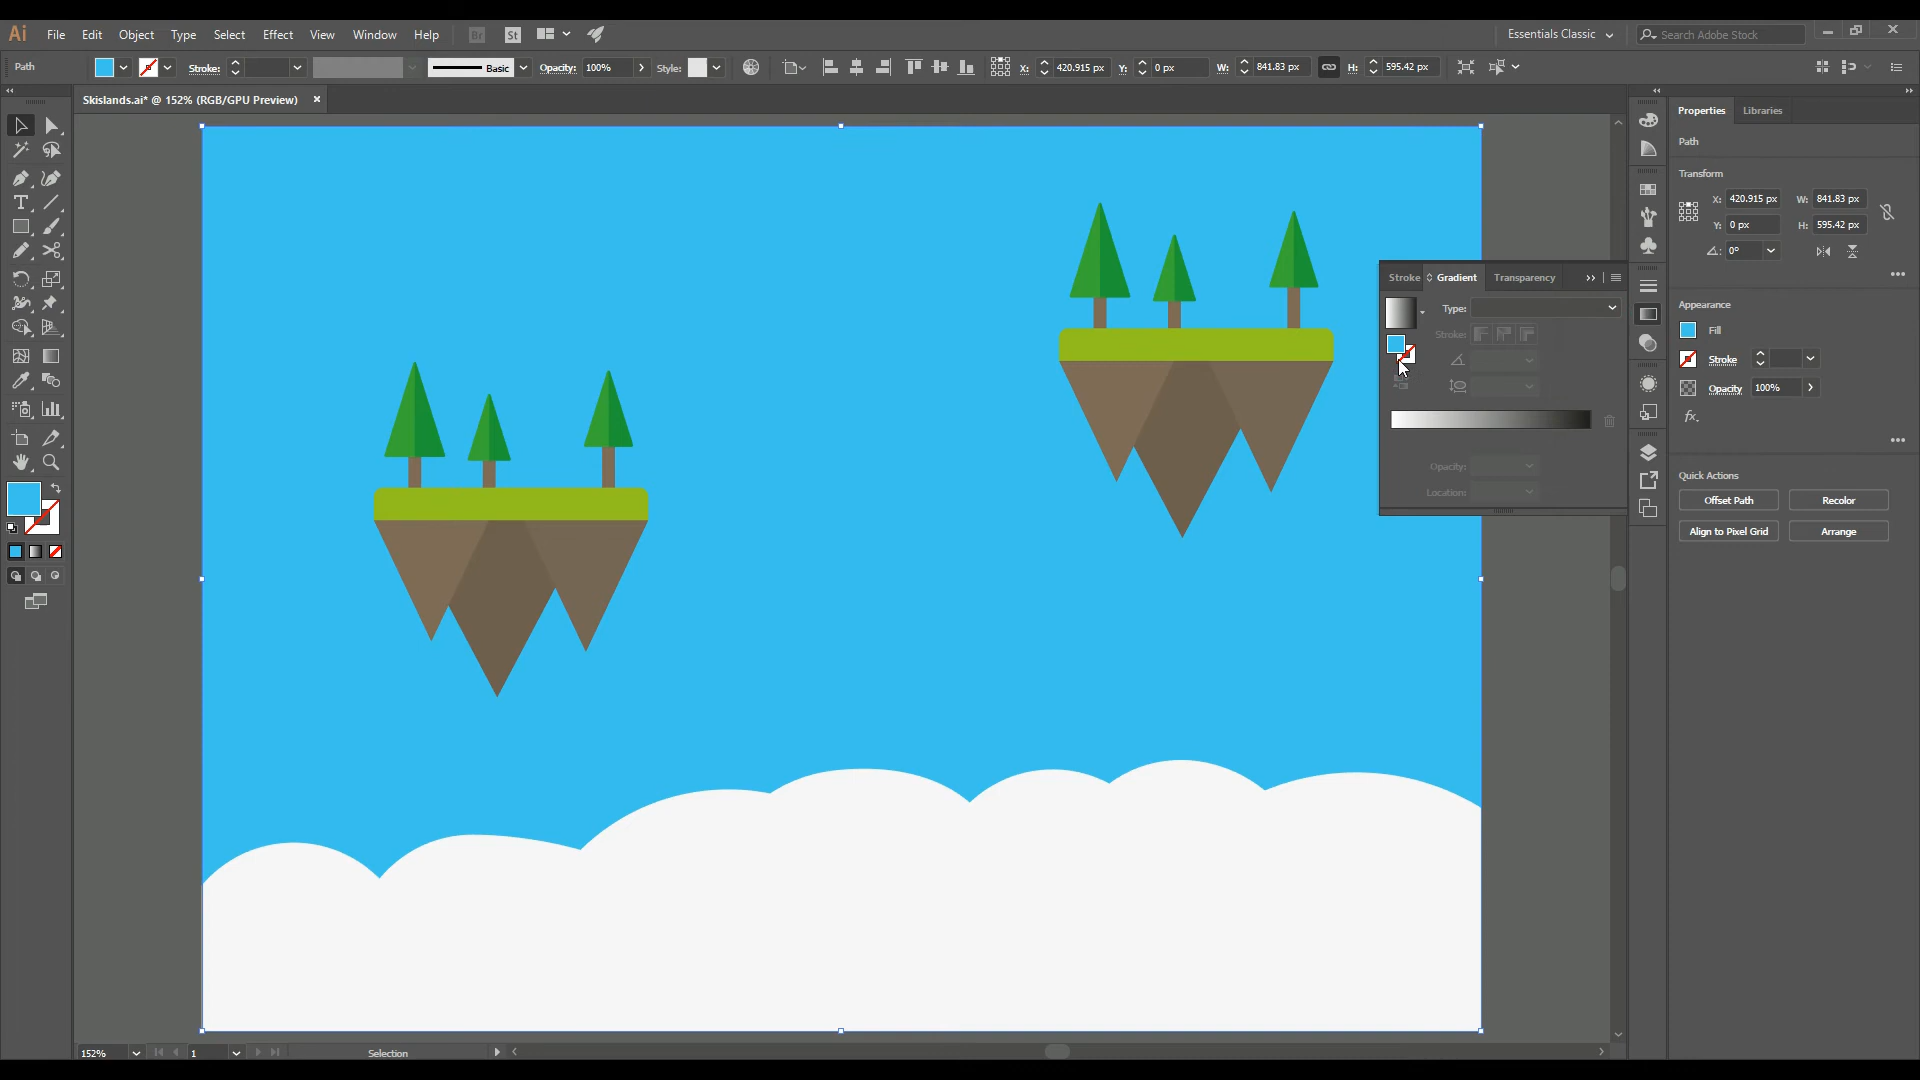 Ai File Edit Object Type Select Effect View Window Help Br St Essentials Classic Search Adobe Stock
Path Stroke: Basic Opacity: 100% Style: X: 420.915 px Y: 0 px W: 841.83 px H: 595.42 px
Skislands.ai* @ 152% (RGB/GPU Preview)
Properties Libraries
Path
Transform
X: 420.915 px W: 841.83 px
Y: 0 px H: 595.42 px
0°
Stroke Gradient Transparency
Type:
Stroke:
Opacity:
Location:
Appearance
Fill
Stroke
Opacity 100%
fx.
Quick Actions
Offset Path Recolor
Align to Pixel Grid Arrange
152% 1 Selection